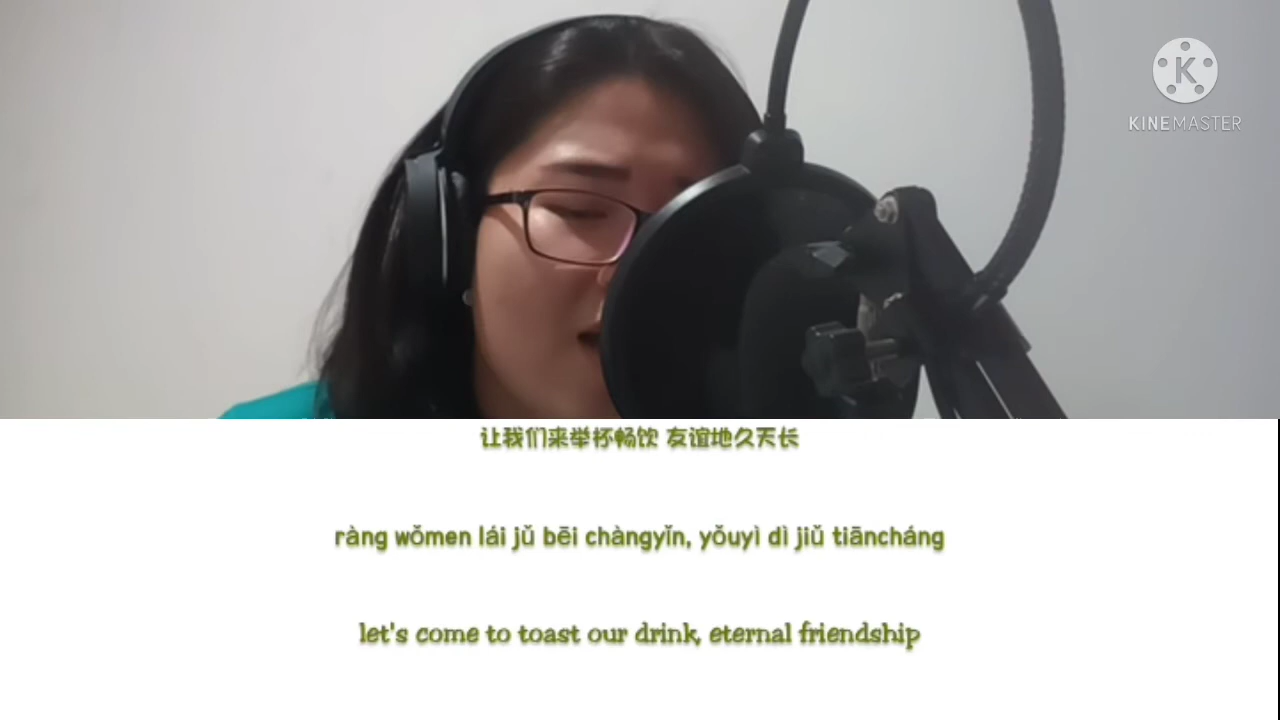 KINEMASTER
让我们来举杯畅饮 友谊地久天长
ràng wǒmen lái jǔ bēi chàngyǐn, yǒuyì dì jiǔ tiāncháng
let's come to toast our drink, eternal friendship